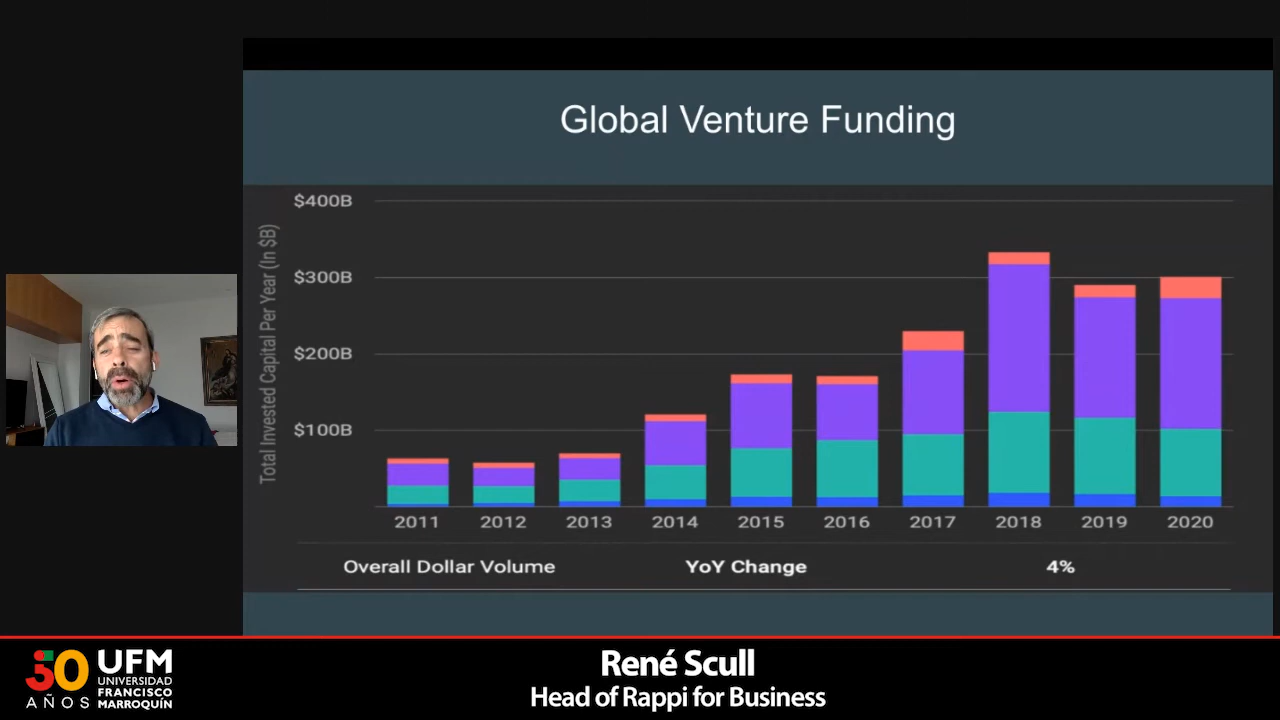 Global Venture Funding
Total Invested Capital Per Year (In $B)
$400B
$300B
$200B
$100B
2011 2012 2013 2014 2015 2016 2017 2018 2019 2020
Overall Dollar Volume YoY Change 4%
50 AÑOS
UFM
UNIVERSIDAD
FRANCISCO
MARROQUÍN
René Scull
Head of Rappi for Business